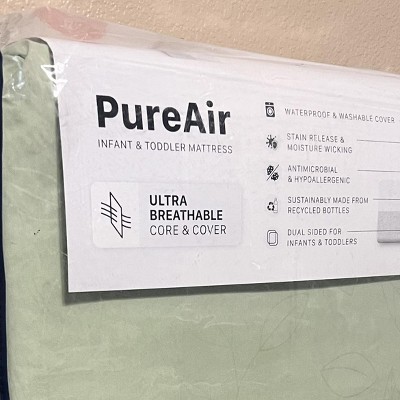 PureAir
INFANT & TODDLER MATTRESS
ULTRA
BREATHABLE
CORE & COVER
WATERPROOF & WASHABLE COVER
STAIN RELEASE &
MOISTURE WICKING
ANTIMICROBIAL
& HYPOALLERGENIC
SUSTAINABLY MADE FROM
RECYCLED BOTTLES
DUAL SIDED FOR
INFANTS & TODDLERS